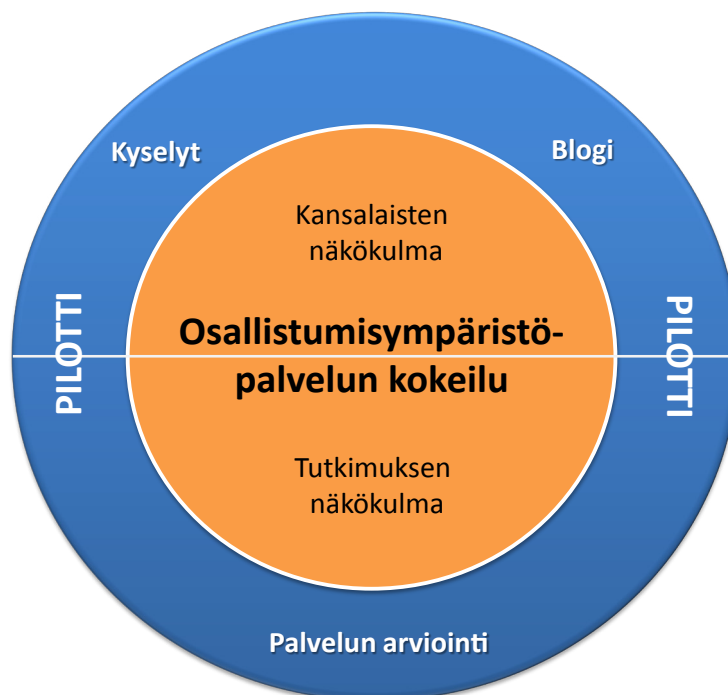 Kyselyt
Blogi
Kansalaisten
näkökulma
PILOTTI
PILOTTI
Osallistumisympäristö-
palvelun kokeilu
Tutkimuksen
näkökulma
Palvelun arviointi